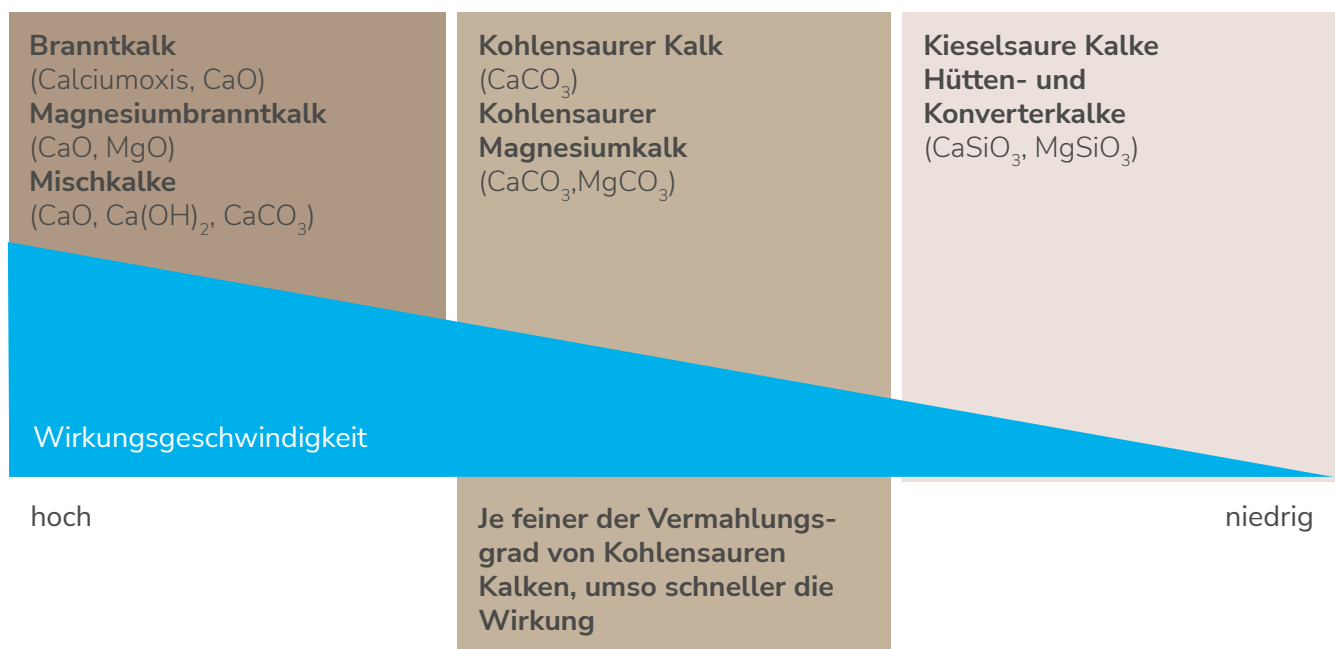 Branntkalk
(Calciumoxis, CaO)
Magnesiumbranntkalk
(CaO, MgO)
Mischkalke
(CaO, Ca(OH)₂, CaCO₃)
Kohlensaurer Kalk
(CaCO₃)
Kohlensaurer
Magnesiumkalk
(CaCO₃,MgCO₃)
Kieselsaure Kalke
Hütten- und
Konverterkalke
(CaSiO₃, MgSiO₃)
Wirkungsgeschwindigkeit
hoch
Je feiner der Vermahlungs-
grad von Kohlensauren
Kalken, umso schneller die
Wirkung
niedrig